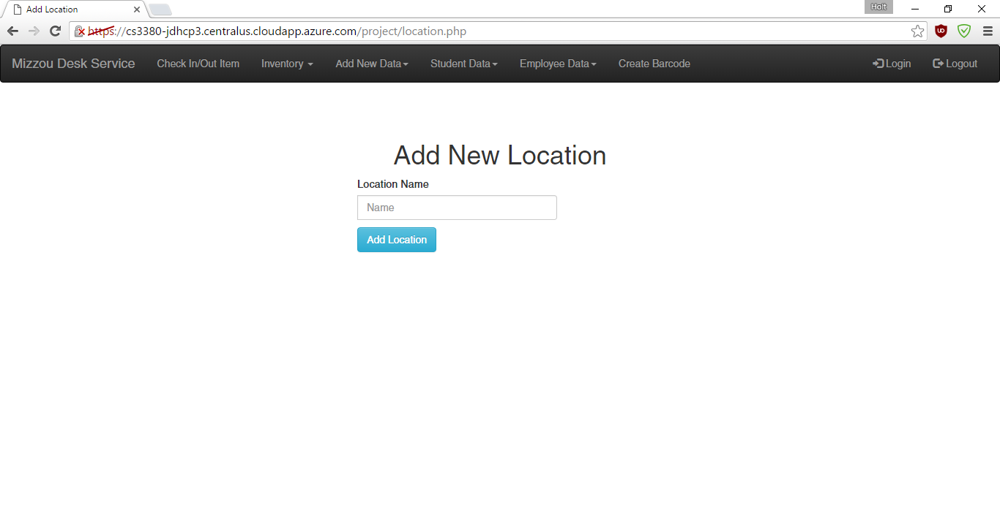 Add Location
Holt
https://cs3380-jdhcp3.centralus.cloudapp.azure.com/project/location.php
Mizzou Desk Service Check In/Out Item Inventory Add New Data Student Data Employee Data Create Barcode Login Logout
Add New Location
Location Name
Name
Add Location